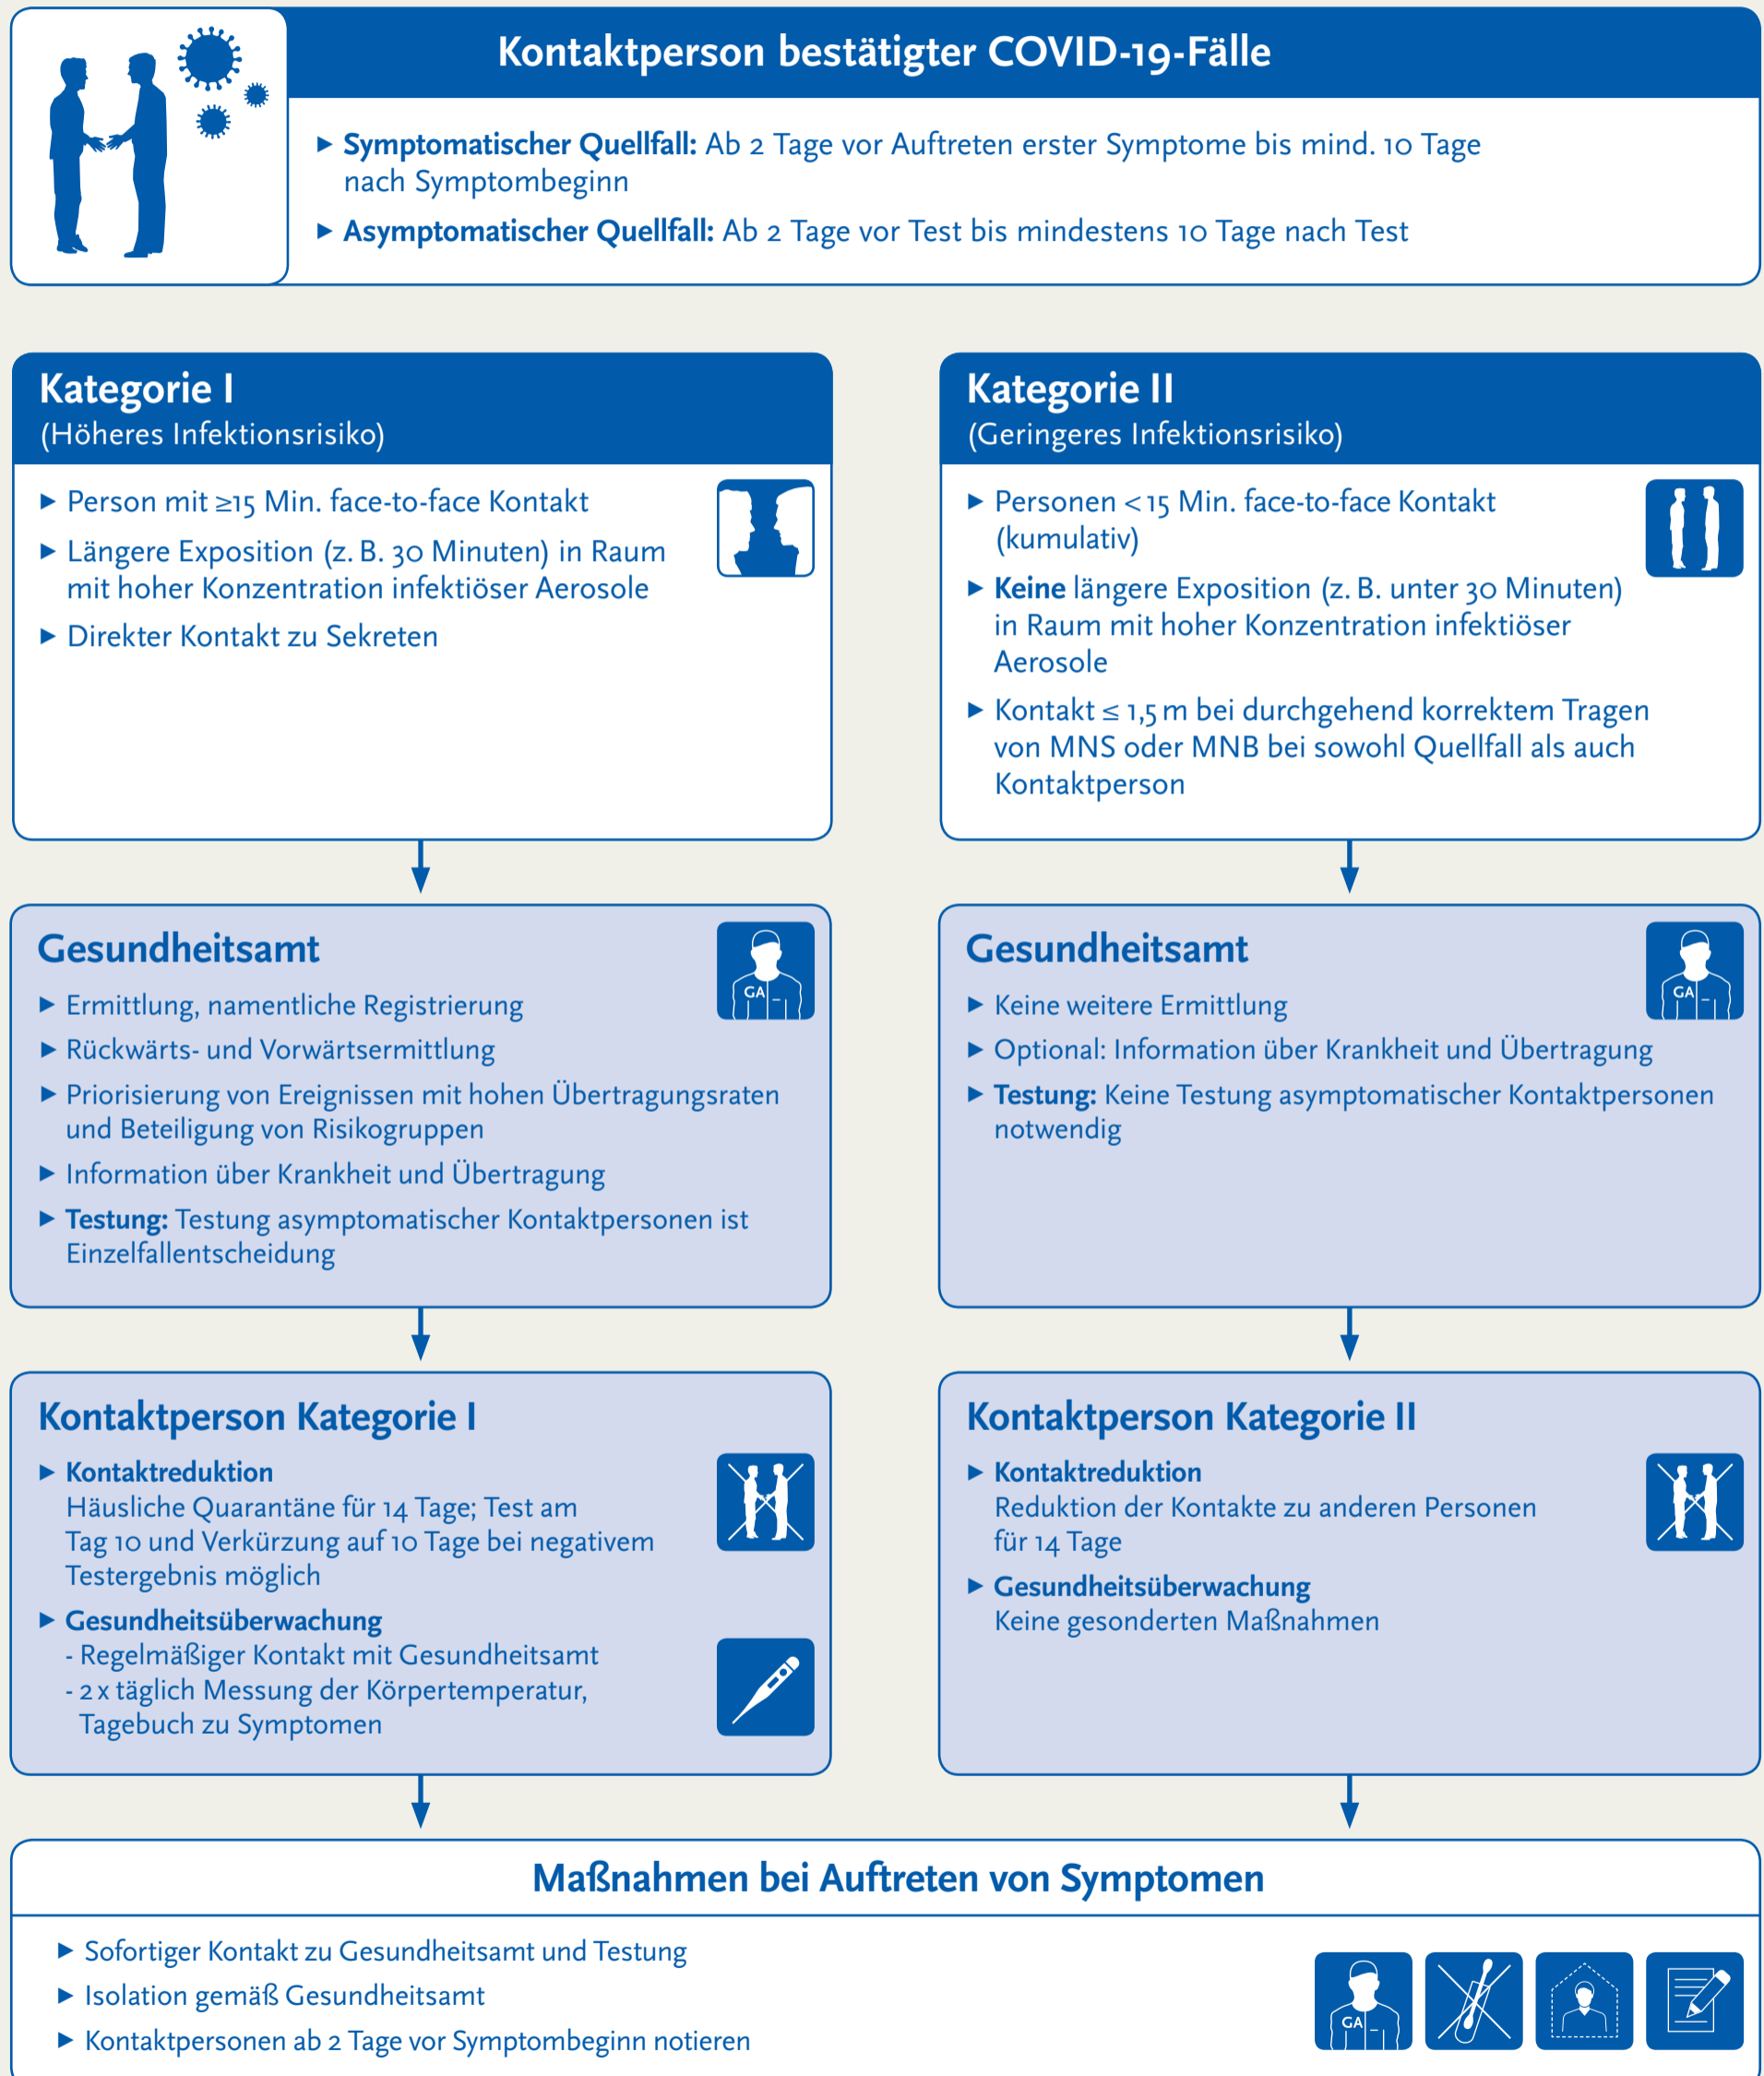 Kontaktperson bestätigter COVID-19-Fälle
► Symptomatischer Quellfall: Ab 2 Tage vor Auftreten erster Symptome bis mind. 10 Tage
nach Symptombeginn
► Asymptomatischer Quellfall: Ab 2 Tage vor Test bis mindestens 10 Tage nach Test
Kategorie I
(Höheres Infektionsrisiko)
► Person mit ≥15 Min. face-to-face Kontakt
► Längere Exposition (z. B. 30 Minuten) in Raum
mit hoher Konzentration infektiöser Aerosole
► Direkter Kontakt zu Sekreten
Kategorie II
(Geringeres Infektionsrisiko)
► Personen <15 Min. face-to-face Kontakt
(kumulativ)
► Keine längere Exposition (z. B. unter 30 Minuten)
in Raum mit hoher Konzentration infektiöser
Aerosole
► Kontakt ≤ 1,5 m bei durchgehend korrektem Tragen
von MNS oder MNB bei sowohl Quellfall als auch
Kontaktperson
Gesundheitsamt
GA
► Ermittlung, namentliche Registrierung
► Rückwärts- und Vorwärtsermittlung
► Priorisierung von Ereignissen mit hohen Übertragungsraten
und Beteiligung von Risikogruppen
► Information über Krankheit und Übertragung
► Testung: Testung asymptomatischer Kontaktpersonen ist
Einzelfallentscheidung
Gesundheitsamt
GA
► Keine weitere Ermittlung
► Optional: Information über Krankheit und Übertragung
► Testung: Keine Testung asymptomatischer Kontaktpersonen
notwendig
Kontaktperson Kategorie I
► Kontaktreduktion
Häusliche Quarantäne für 14 Tage; Test am
Tag 10 und Verkürzung auf 10 Tage bei negativem
Testergebnis möglich
► Gesundheitsüberwachung
- Regelmäßiger Kontakt mit Gesundheitsamt
- 2 x täglich Messung der Körpertemperatur,
Tagebuch zu Symptomen
Kontaktperson Kategorie II
► Kontaktreduktion
Reduktion der Kontakte zu anderen Personen
für 14 Tage
► Gesundheitsüberwachung
Keine gesonderten Maßnahmen
Maßnahmen bei Auftreten von Symptomen
► Sofortiger Kontakt zu Gesundheitsamt und Testung
► Isolation gemäß Gesundheitsamt
► Kontaktpersonen ab 2 Tage vor Symptombeginn notieren
GA